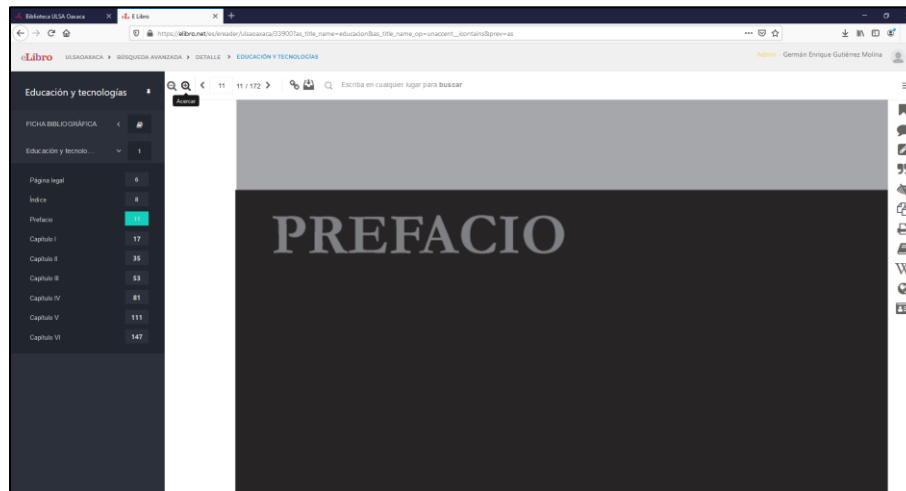 Biblioteca ULSA Oaxaca
eL E Libro
https://elibro.net/es/ereader/ulsaoaxaca/33900?as_title_name=educacion&as_title_name_op=unaccent__icontains&prev=as
eLibro
ULSAOAXACA
BÚSQUEDA AVANZADA
DETALLE
EDUCACIÓN Y TECNOLOGÍAS
Admin - Germán Enrique Gutiérrez Molina
Educación y tecnologías
11
11 / 172
Escriba en cualquier lugar para buscar
Acercar
FICHA BIBLIOGRÁFICA
Educación y tecnolo... 1
Página legal 6
Índice 8
Prefacio 11
Capítulo I 17
Capítulo II 35
Capítulo III 53
Capítulo IV 81
Capítulo V 111
Capítulo VI 147
PREFACIO